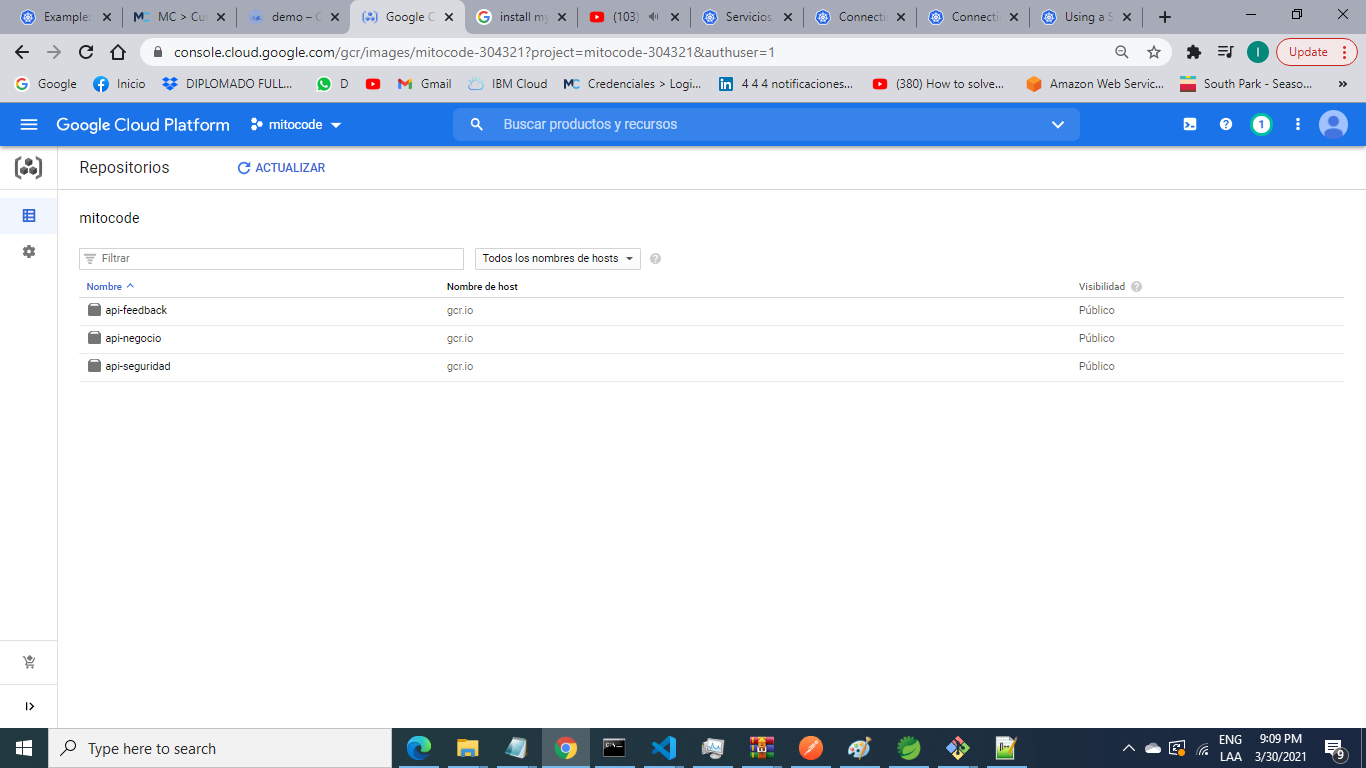 Example:
MC > Cu
demo – C
Google C
install my
(103)
Servicios,
Connecti
Connecti
Using a S
console.cloud.google.com/gcr/images/mitocode-304321?project=mitocode-304321&authuser=1
I
Update
Google
Inicio
DIPLOMADO FULL...
D
Gmail
IBM Cloud
MC
Credenciales > Logi...
4 4 4 notificaciones...
(380) How to solve...
Amazon Web Servic...
South Park - Seaso...
»
Google Cloud Platform
mitocode
Buscar productos y recursos
1
Repositorios
ACTUALIZAR
mitocode
Filtrar
Todos los nombres de hosts
Nombre
Nombre de host
Visibilidad
api-feedback
gcr.io
Público
api-negocio
gcr.io
Público
api-seguridad
gcr.io
Público
Type here to search
ENG
LAA
9:09 PM
3/30/2021
9